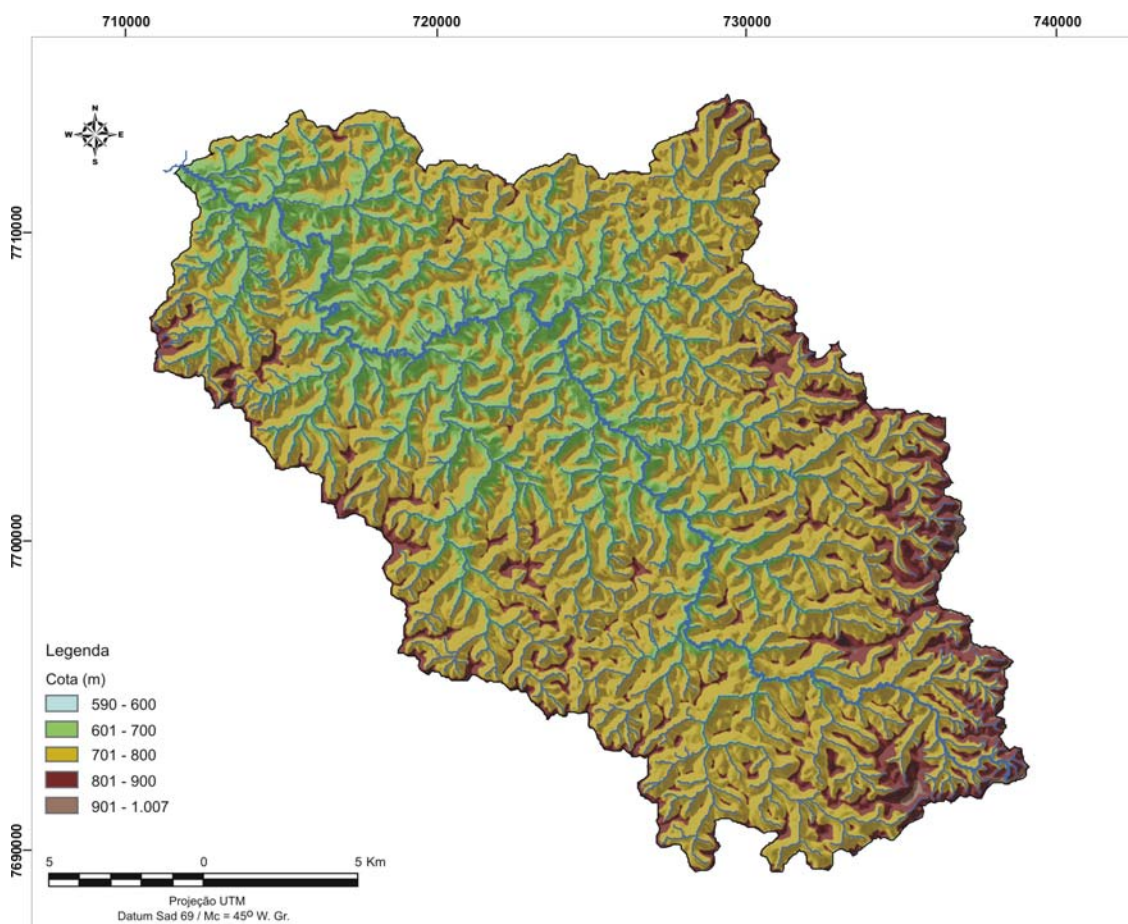 710000 720000 730000 740000
N
W E
S
7710000
7700000
7690000
Legenda
Cota (m)
590 - 600
601 - 700
701 - 800
801 - 900
901 - 1.007
5 0 5 Km
Projeção UTM
Datum Sad 69 / Mc = 45º W. Gr.